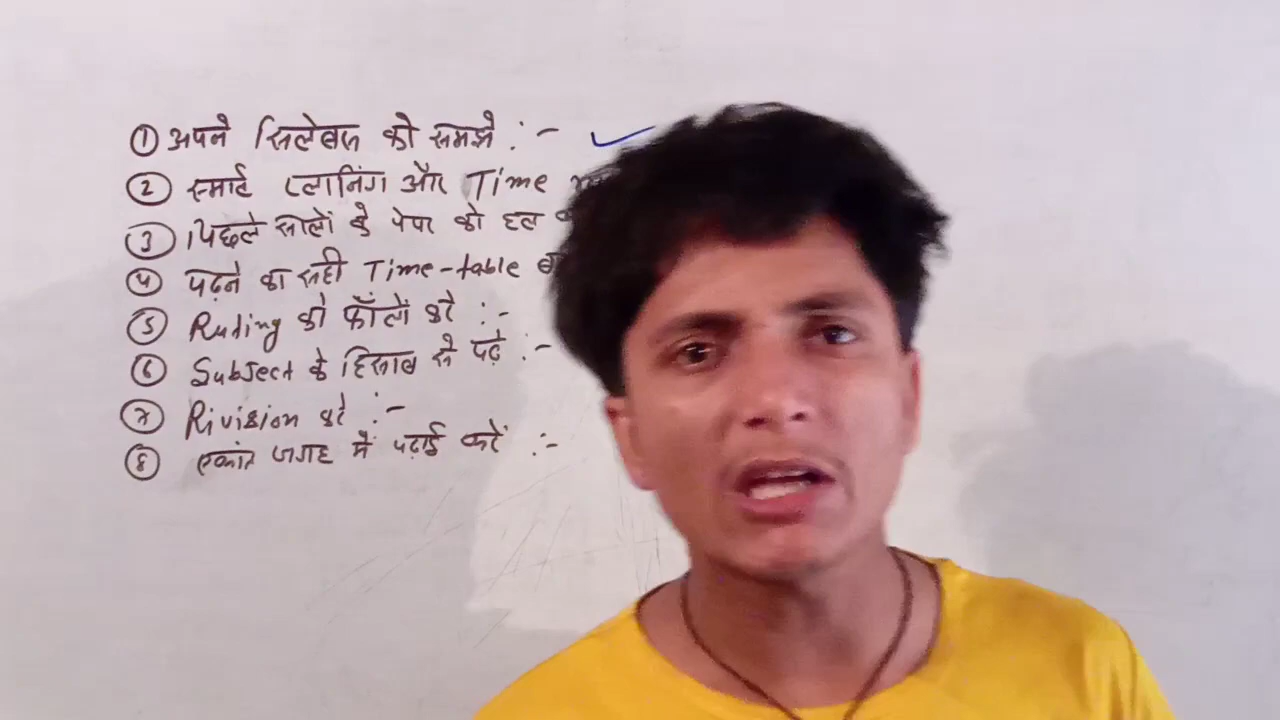 ① अपने सिलेबस को समझे :-
② स्मार्ट प्लानिंग और Time
③ पिछले सालों के पेपर को हल
④ पढ़ने का सही Time-table
⑤ Ruting को फॉलों करे :-
⑥ Subject के हिसाब से पढ़े :-
⑦ Rivision करे :-
⑧ एकांत जगह में पढ़ाई करें :-